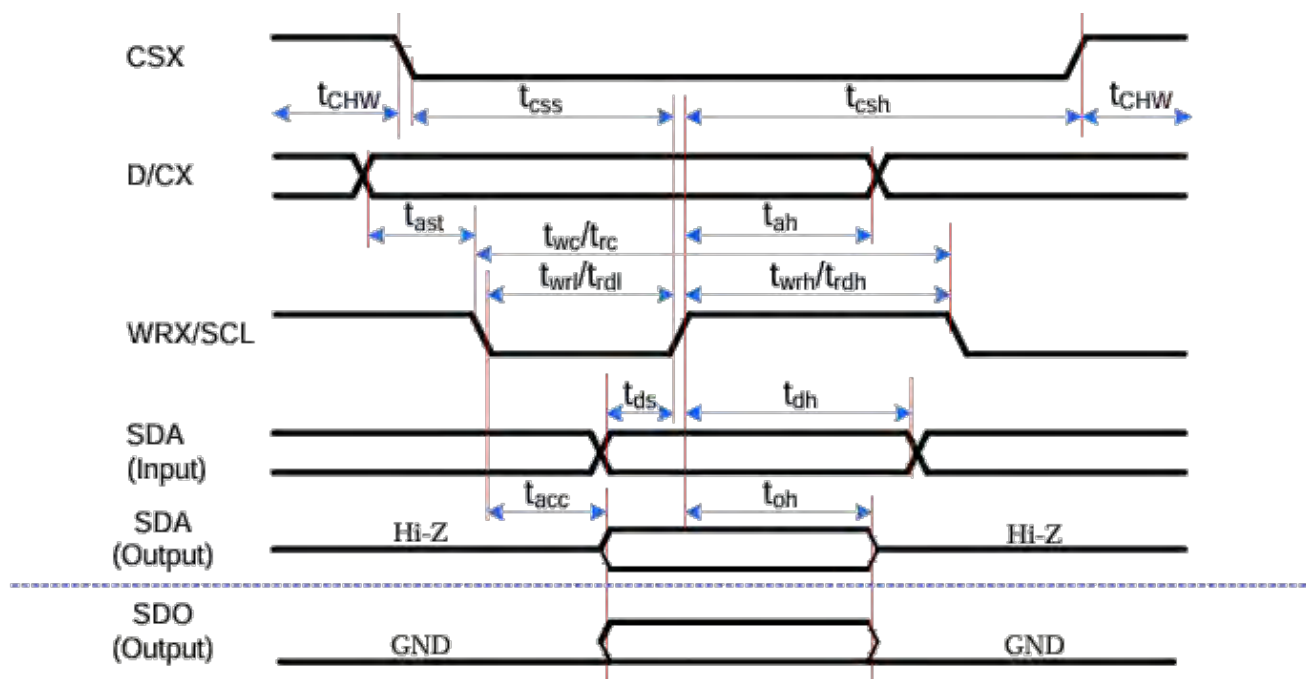 CSX
tCHW
tcss
tcsh
tCHW
D/CX
tast
twc/trc
tah
twrl/trdl
twrh/trdh
WRX/SCL
tds
tdh
SDA
(Input)
tacc
toh
SDA
(Output)
Hi-Z
Hi-Z
SDO
(Output)
GND
GND